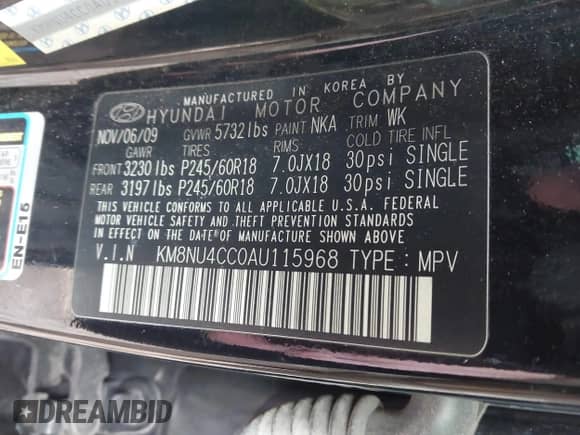 MANUFACTURED IN KOREA BY
HYUNDAI MOTOR COMPANY
NOV/06/09 GVWR 5732lbs PAINT NKA TRIM WK
GAWR TIRES RIMS COLD TIRE INFL
FRONT 3230lbs P245/60R18 7.0JX18 30psi SINGLE
REAR 3197lbs P245/60R18 7.0JX18 30psi SINGLE
THIS VEHICLE CONFORMS TO ALL APPLICABLE U.S.A. FEDERAL
MOTOR VEHICLE SAFETY AND THEFT PREVENTION STANDARDS
IN EFFECT ON THE DATE OF MANUFACTURE SHOWN ABOVE.
V.I.N KM8NU4CC0AU115968 TYPE : MPV
EN-E15
DREAMBID